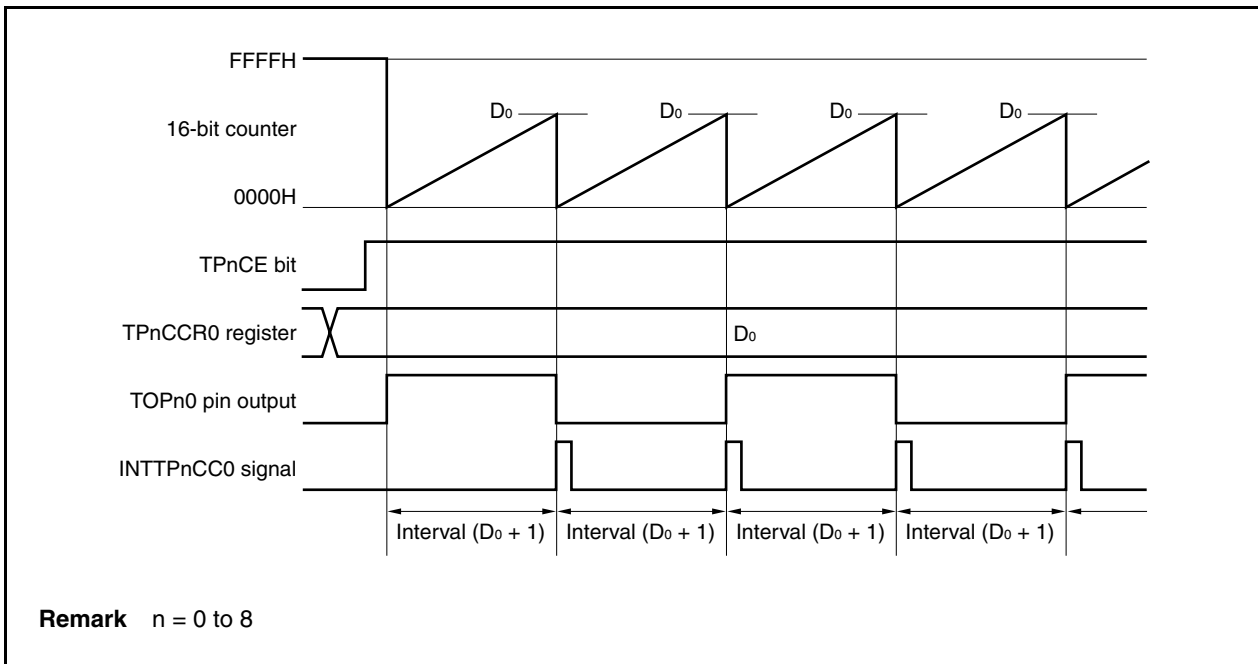 FFFFH
D0 D0 D0 D0
16-bit counter
0000H
TPnCE bit
TPnCCR0 register
D0
TOPn0 pin output
INTTPnCC0 signal
Interval (D0 + 1) Interval (D0 + 1) Interval (D0 + 1) Interval (D0 + 1)
Remark n = 0 to 8